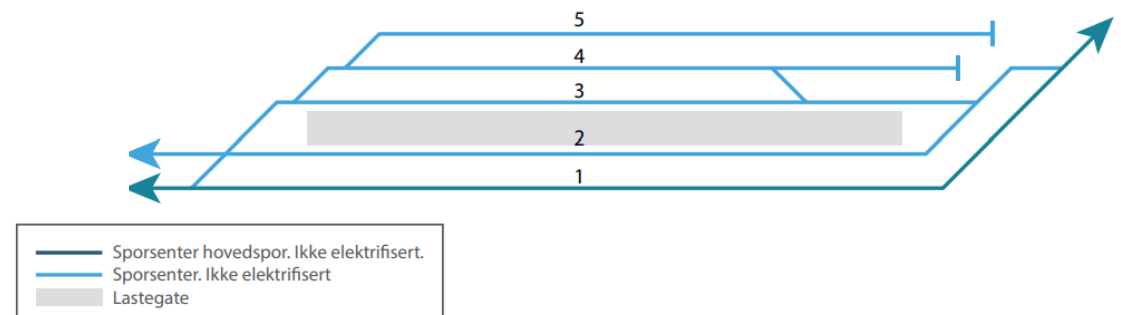 5
4
3
2
1
Sporsenter hovedspor. Ikke elektrifisert.
Sporsenter. Ikke elektrifisert
Lastegate